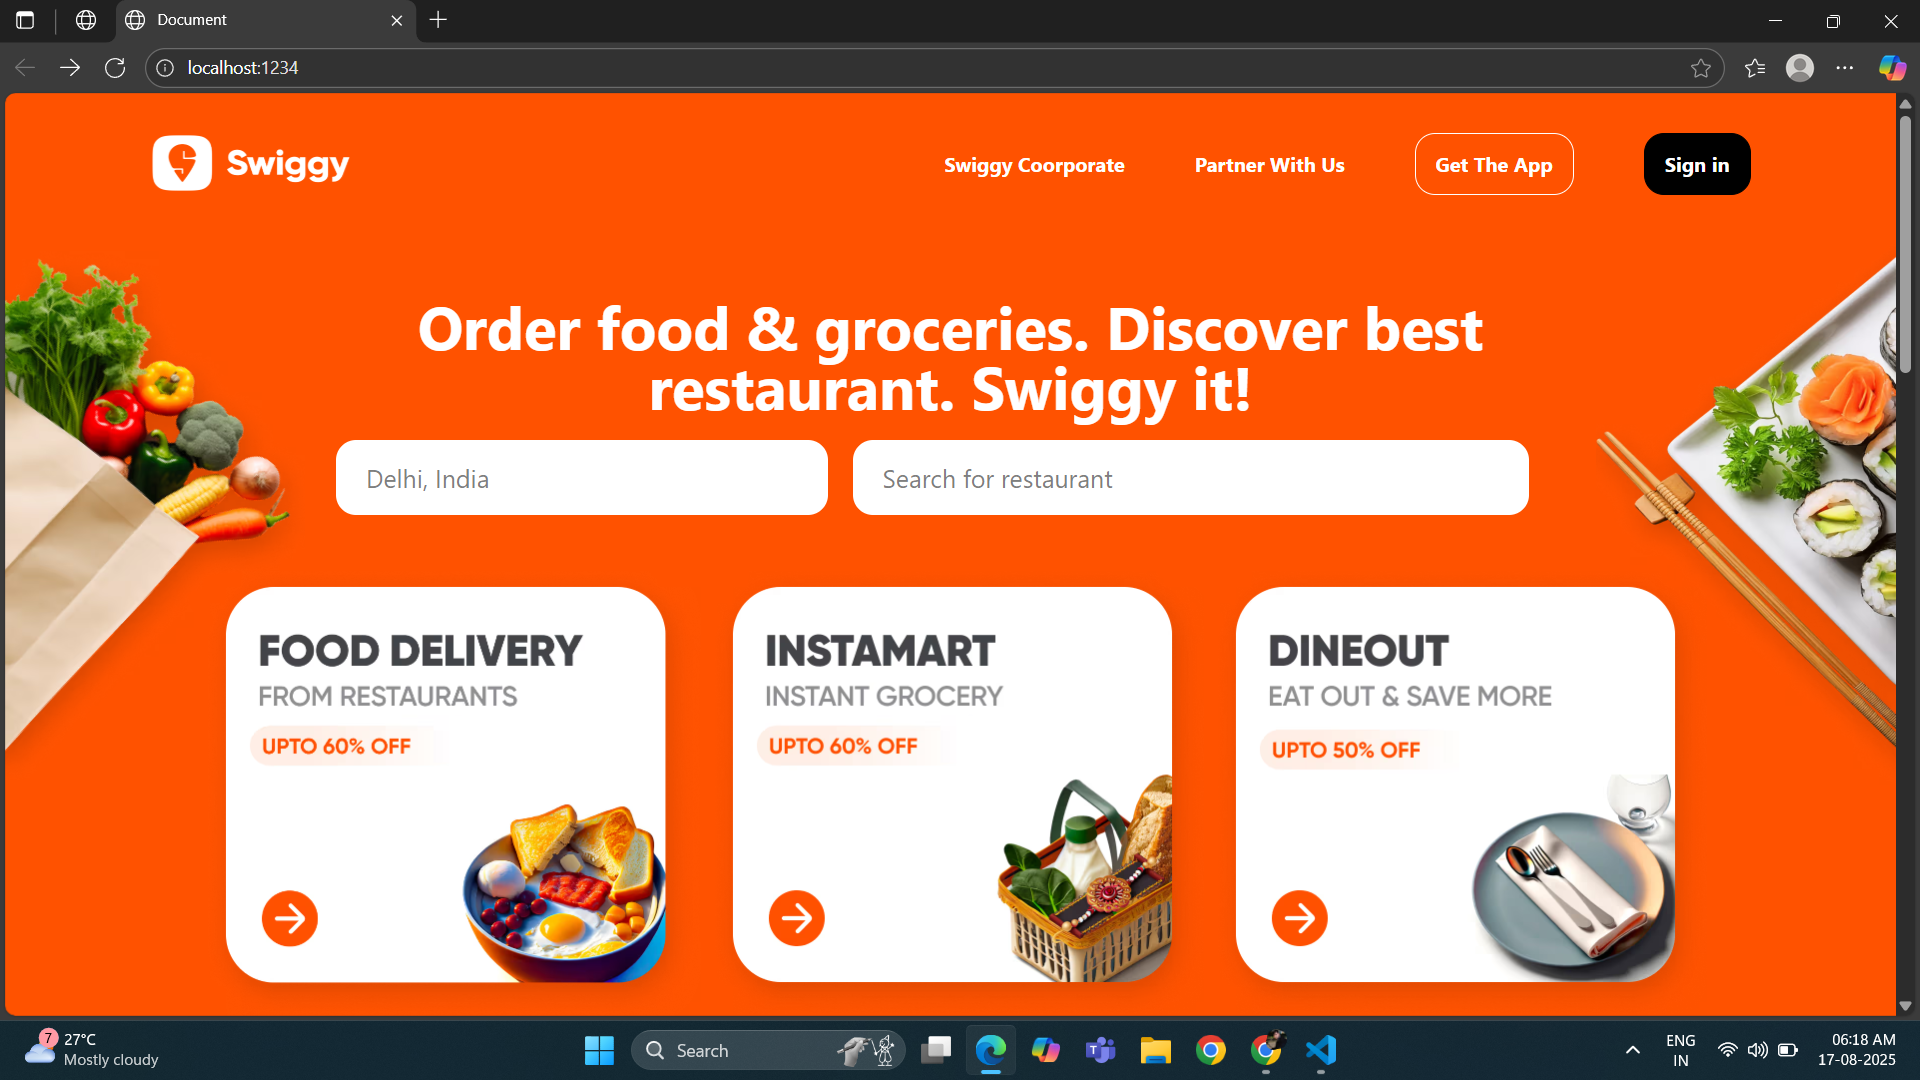 Document
localhost:1234
Swiggy
Swiggy Coorporate
Partner With Us
Get The App
Sign in
Order food & groceries. Discover best
restaurant. Swiggy it!
Delhi, India
Search for restaurant
FOOD DELIVERY
FROM RESTAURANTS
UPTO 60% OFF
INSTAMART
INSTANT GROCERY
UPTO 60% OFF
DINEOUT
EAT OUT & SAVE MORE
UPTO 50% OFF
7
27°C
Mostly cloudy
Search
ENG
IN
06:18 AM
17-08-2025